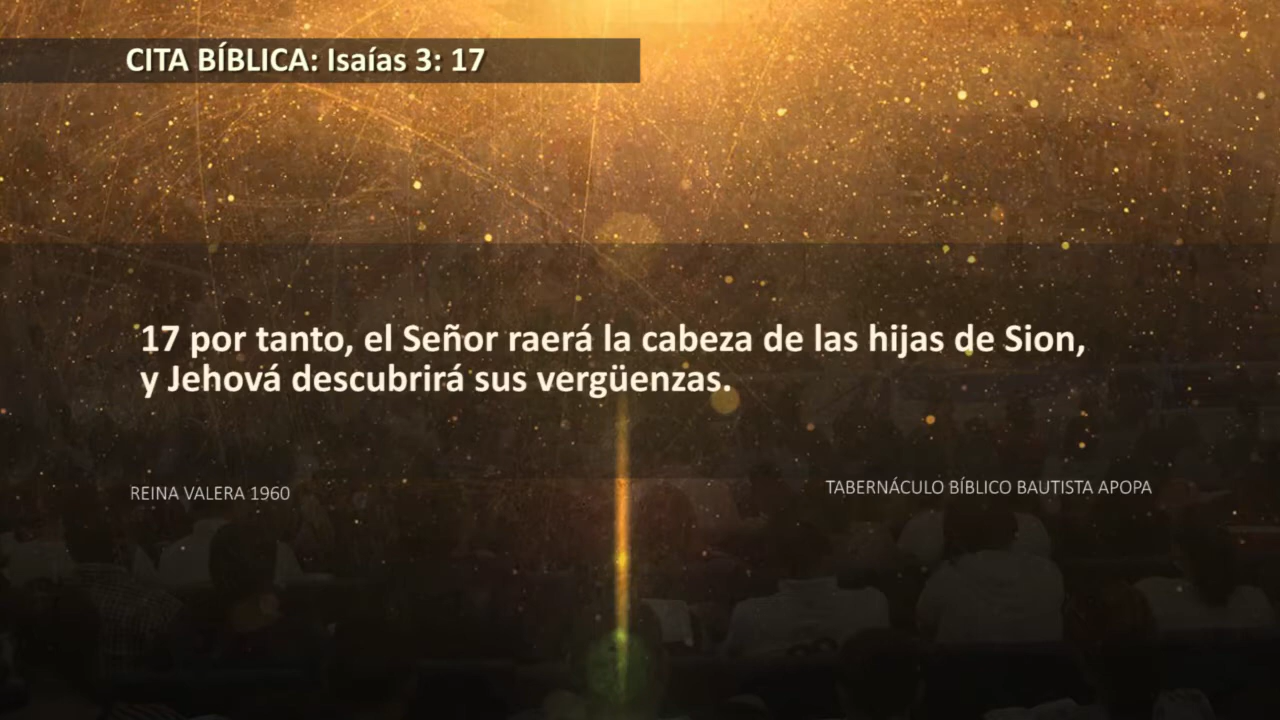 CITA BÍBLICA: Isaías 3: 17
17 por tanto, el Señor raerá la cabeza de las hijas de Sion,
y Jehová descubrirá sus vergüenzas.
REINA VALERA 1960
TABERNÁCULO BÍBLICO BAUTISTA APOPA